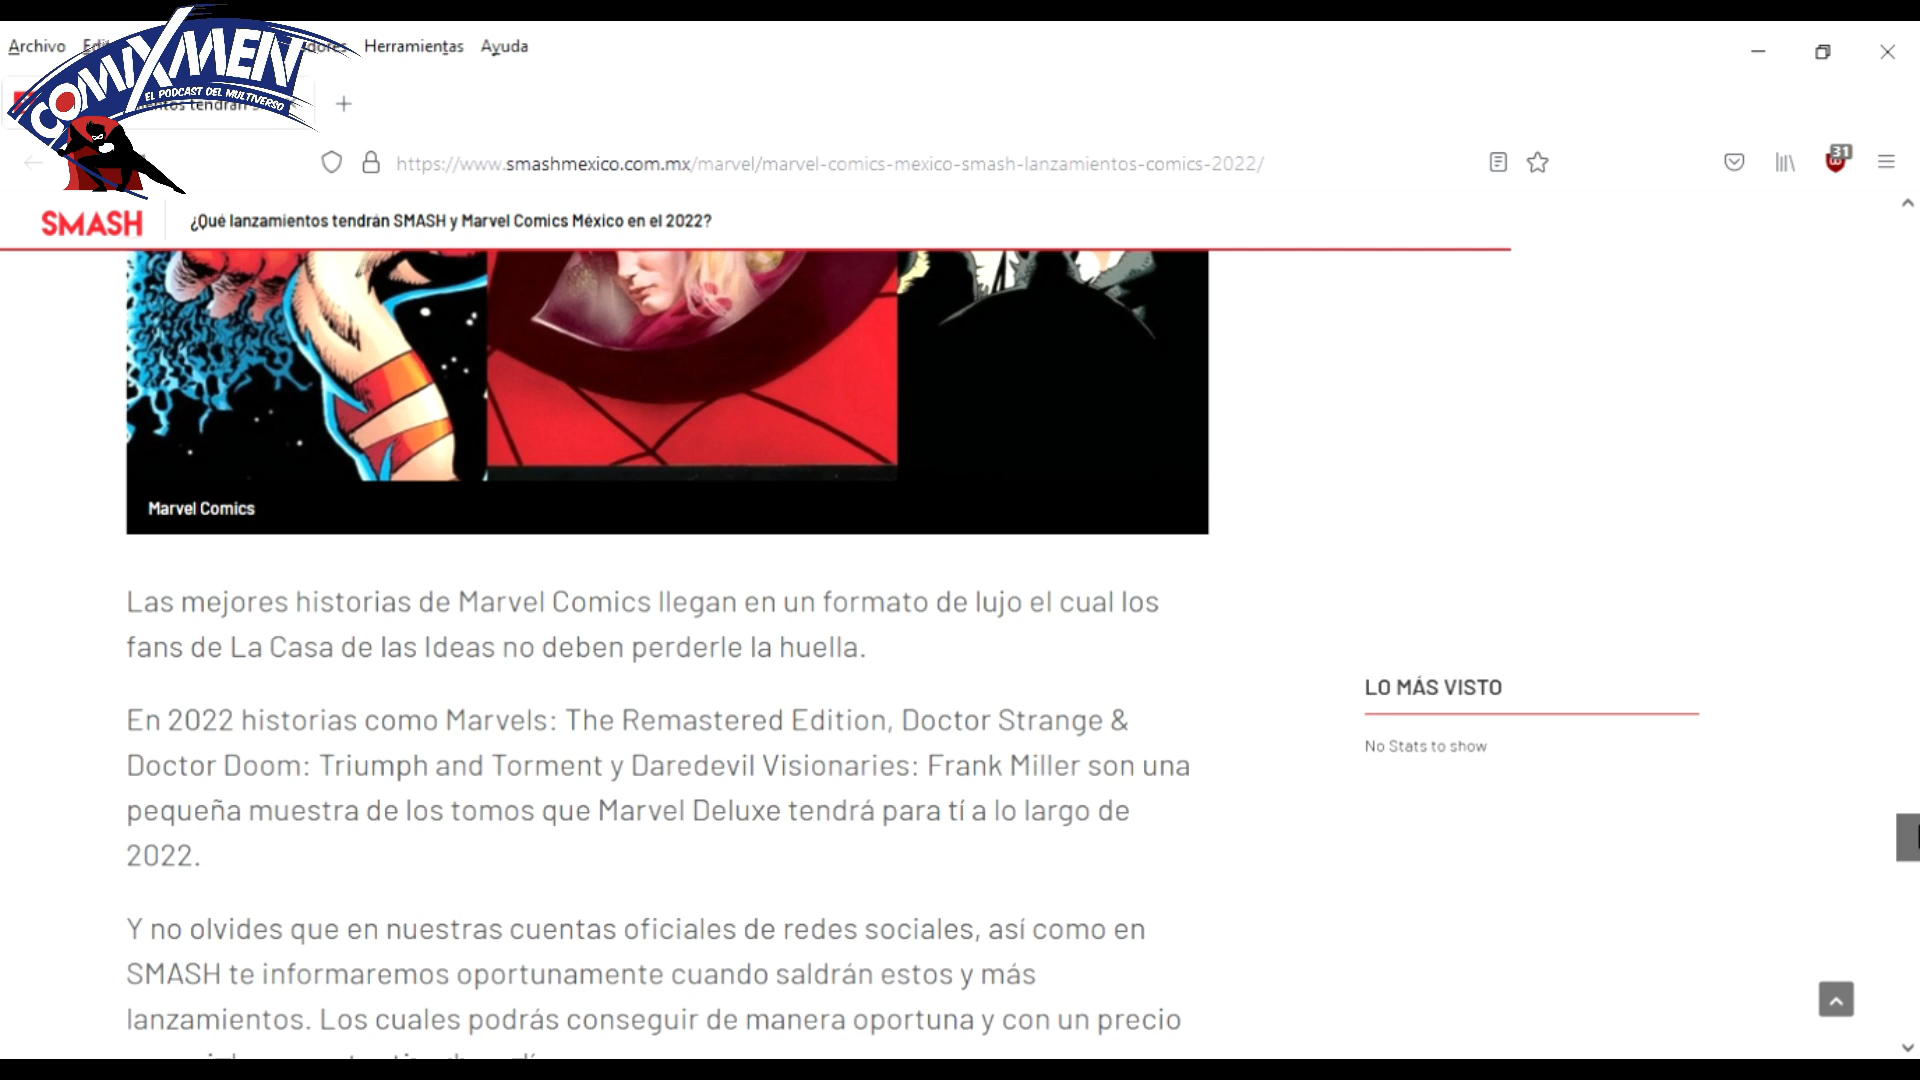 Archivo
dores
Herramientas
Ayuda
COMIXMEN
EL PODCAST DEL MULTIVERSO
https://www.smashmexico.com.mx/marvel/marvel-comics-mexico-smash-lanzamientos-comics-2022/
31
SMASH
¿Qué lanzamientos tendrán SMASH y Marvel Comics México en el 2022?
Marvel Comics
Las mejores historias de Marvel Comics llegan en un formato de lujo el cual los
fans de La Casa de las Ideas no deben perderle la huella.
En 2022 historias como Marvels: The Remastered Edition, Doctor Strange &
Doctor Doom: Triumph and Torment y Daredevil Visionaries: Frank Miller son una
pequeña muestra de los tomos que Marvel Deluxe tendrá para tí a lo largo de
2022.
LO MÁS VISTO
No Stats to show
Y no olvides que en nuestras cuentas oficiales de redes sociales, así como en
SMASH te informaremos oportunamente cuando saldrán estos y más
lanzamientos. Los cuales podrás conseguir de manera oportuna y con un precio